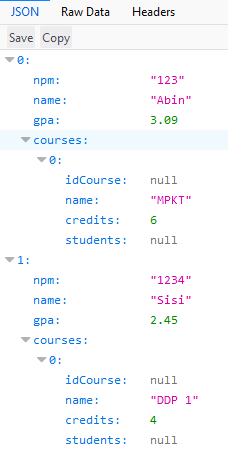 JSON Raw Data Headers
Save Copy
0:
npm: "123"
name: "Abin"
gpa: 3.09
courses:
0:
idCourse: null
name: "MPKT"
credits: 6
students: null
1:
npm: "1234"
name: "Sisi"
gpa: 2.45
courses:
0:
idCourse: null
name: "DDP 1"
credits: 4
students: null